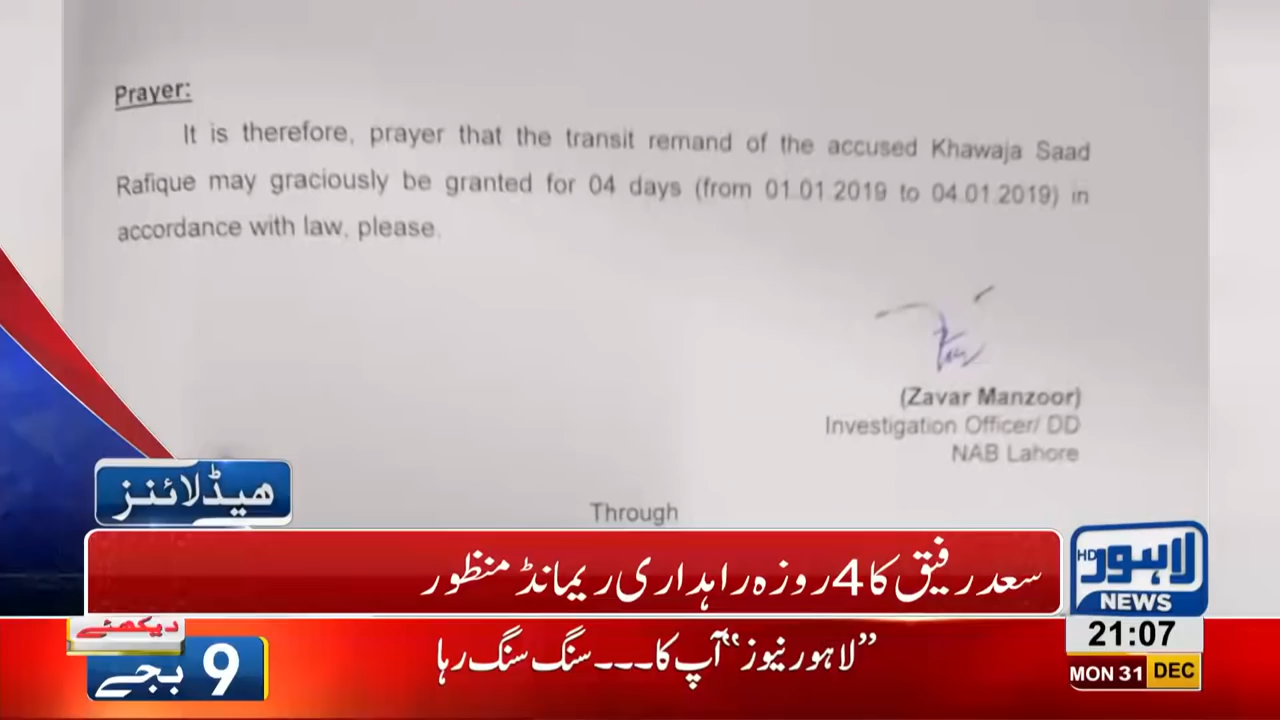 Prayer:
It is therefore, prayer that the transit remand of the accused Khawaja Saad
Rafique may graciously be granted for 04 days (from 01.01.2019 to 04.01.2019) in
accordance with law, please.
(Zavar Manzoor)
Investigation Officer/ DD
NAB Lahore
Through
ھیڈلائنز
سعد رفیق کا 4 روزہ راہداری ریمانڈ منظور
لاہور HD
NEWS
21:07
MON 31 DEC
دیکھئے
9 بجے
”لاہور نیوز“ آپ کا۔۔۔سنگ سنگ رہا